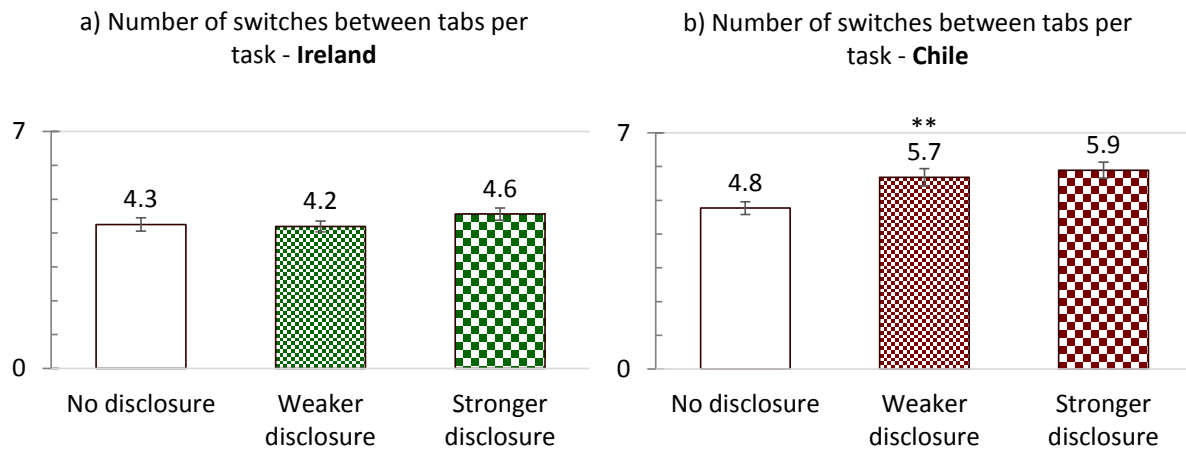 a) Number of switches between tabs per
task - Ireland
7
4.3
4.2
4.6
0
No disclosure
Weaker
disclosure
Stronger
disclosure
b) Number of switches between tabs per
task - Chile
7
4.8
**
5.7
5.9
0
No disclosure
Weaker
disclosure
Stronger
disclosure